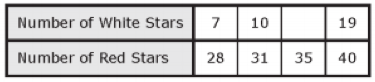 Number of White Stars 7 10 19
Number of Red Stars 28 31 35 40